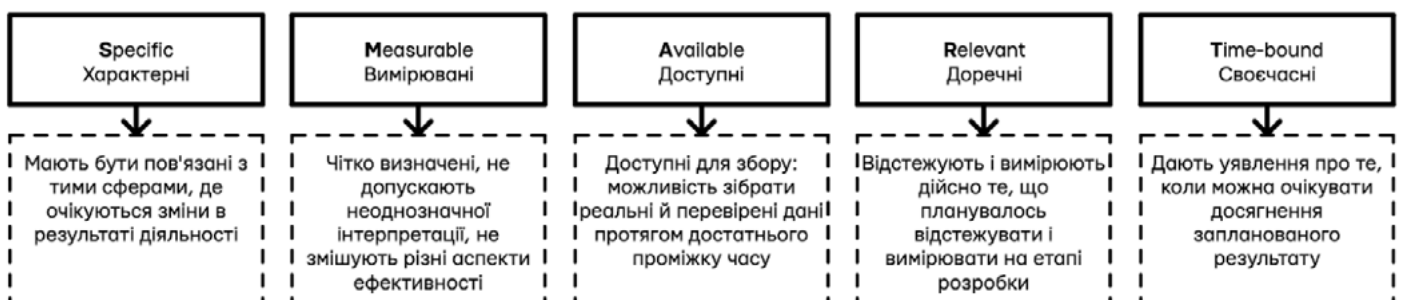 Specific
Характерні
Measurable
Вимірювані
Available
Доступні
Relevant
Доречні
Time-bound
Своєчасні
Мають бути пов'язані з
тими сферами, де
очікуються зміни в
результаті діяльності
Чітко визначені, не
допускають
неоднозначної
інтерпретації, не
змішують різні аспекти
ефективності
Доступні для збору:
можливість зібрати
реальні й перевірені дані
протягом достатнього
проміжку часу
Відстежують і вимірюють
дійсно те, що
планувалось
відстежувати і
вимірювати на етапі
розробки
Дають уявлення про те,
коли можна очікувати
досягнення
запланованого
результату